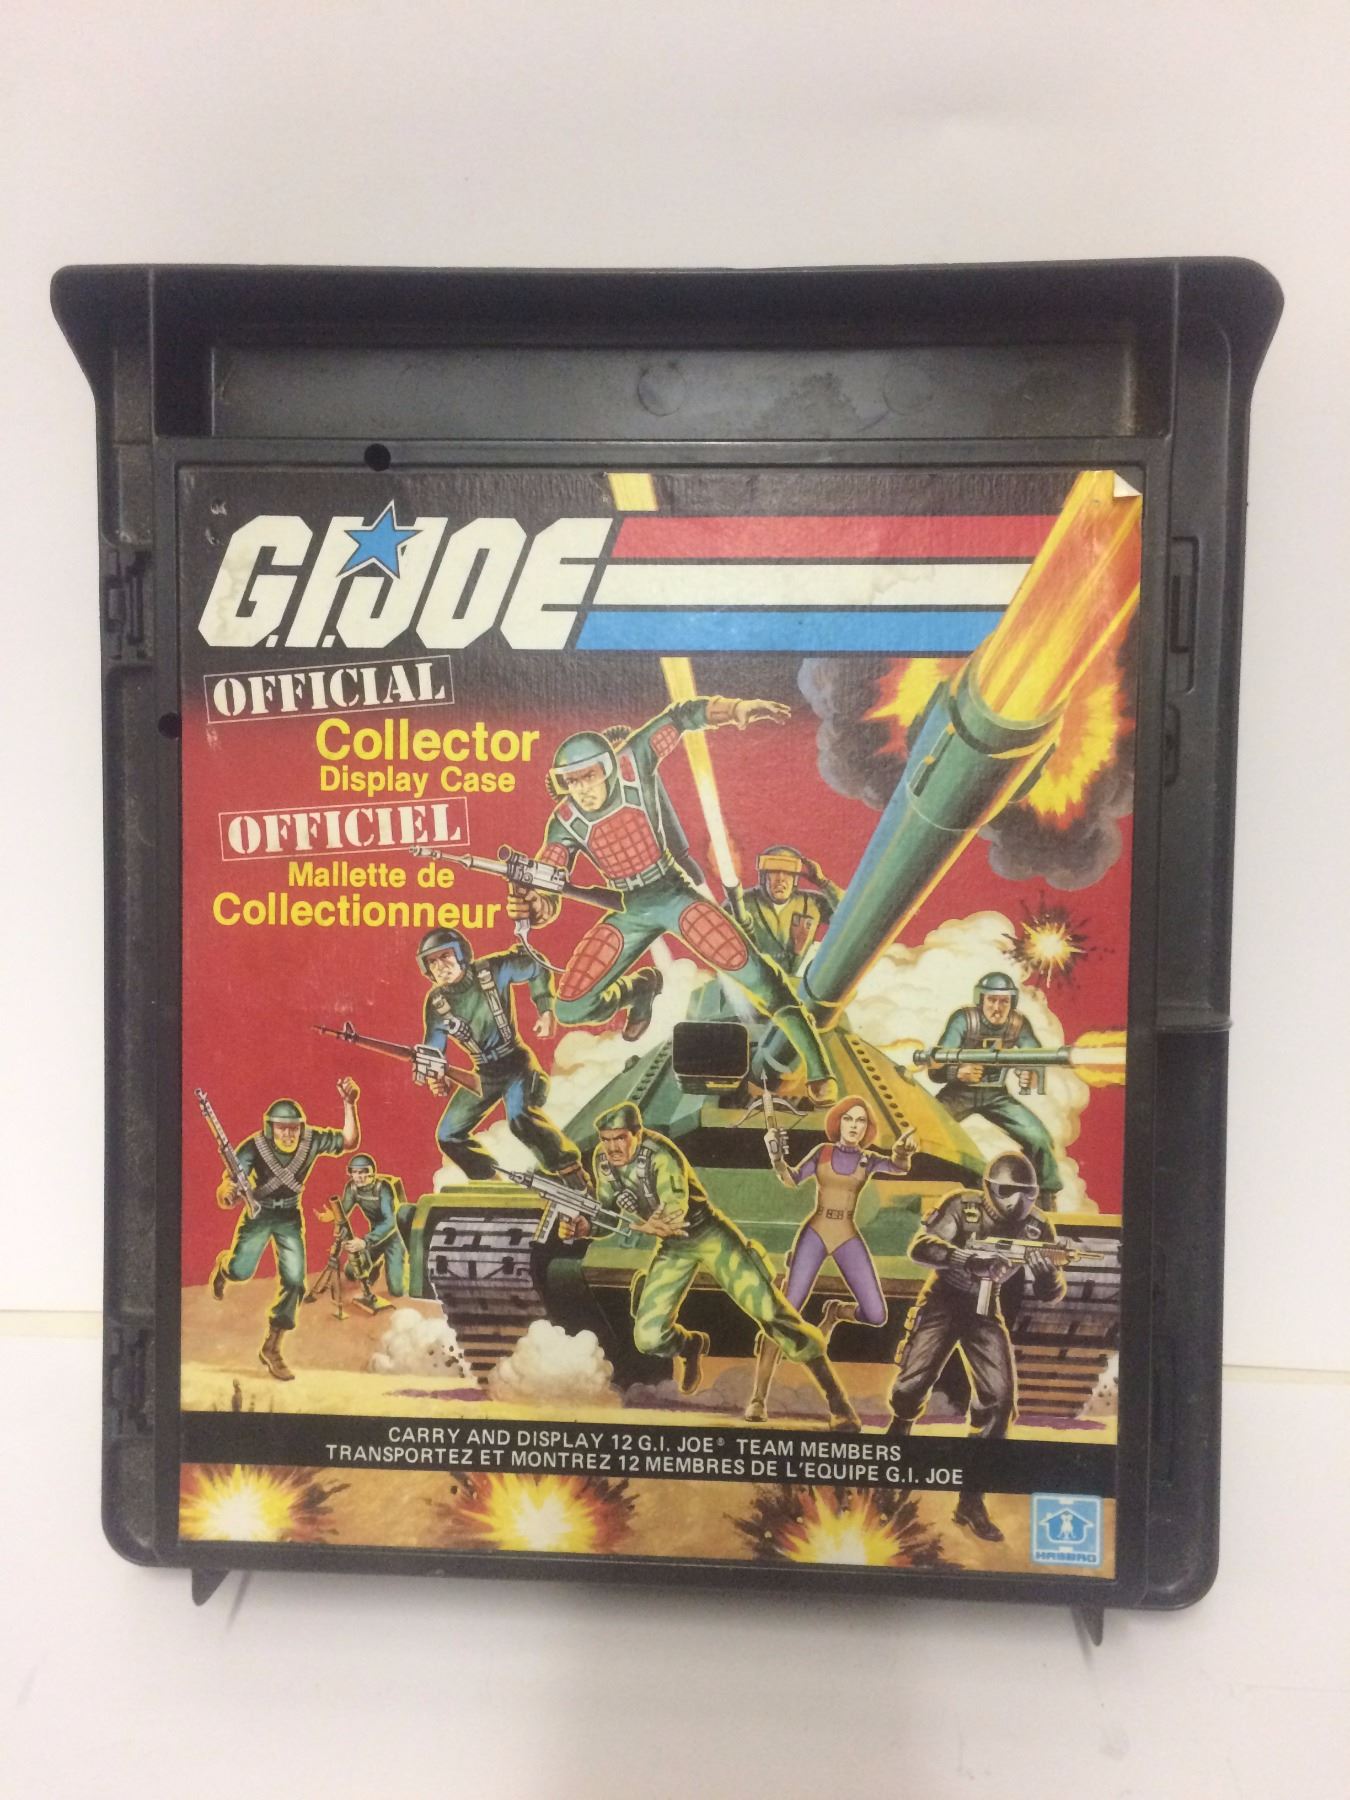 G.I. JOE
OFFICIAL
Collector
Display Case
OFFICIEL
Mallette de
Collectionneur
CARRY AND DISPLAY 12 G.I. JOE® TEAM MEMBERS
TRANSPORTEZ ET MONTREZ 12 MEMBRES DE L'EQUIPE G.I. JOE
HASBRO